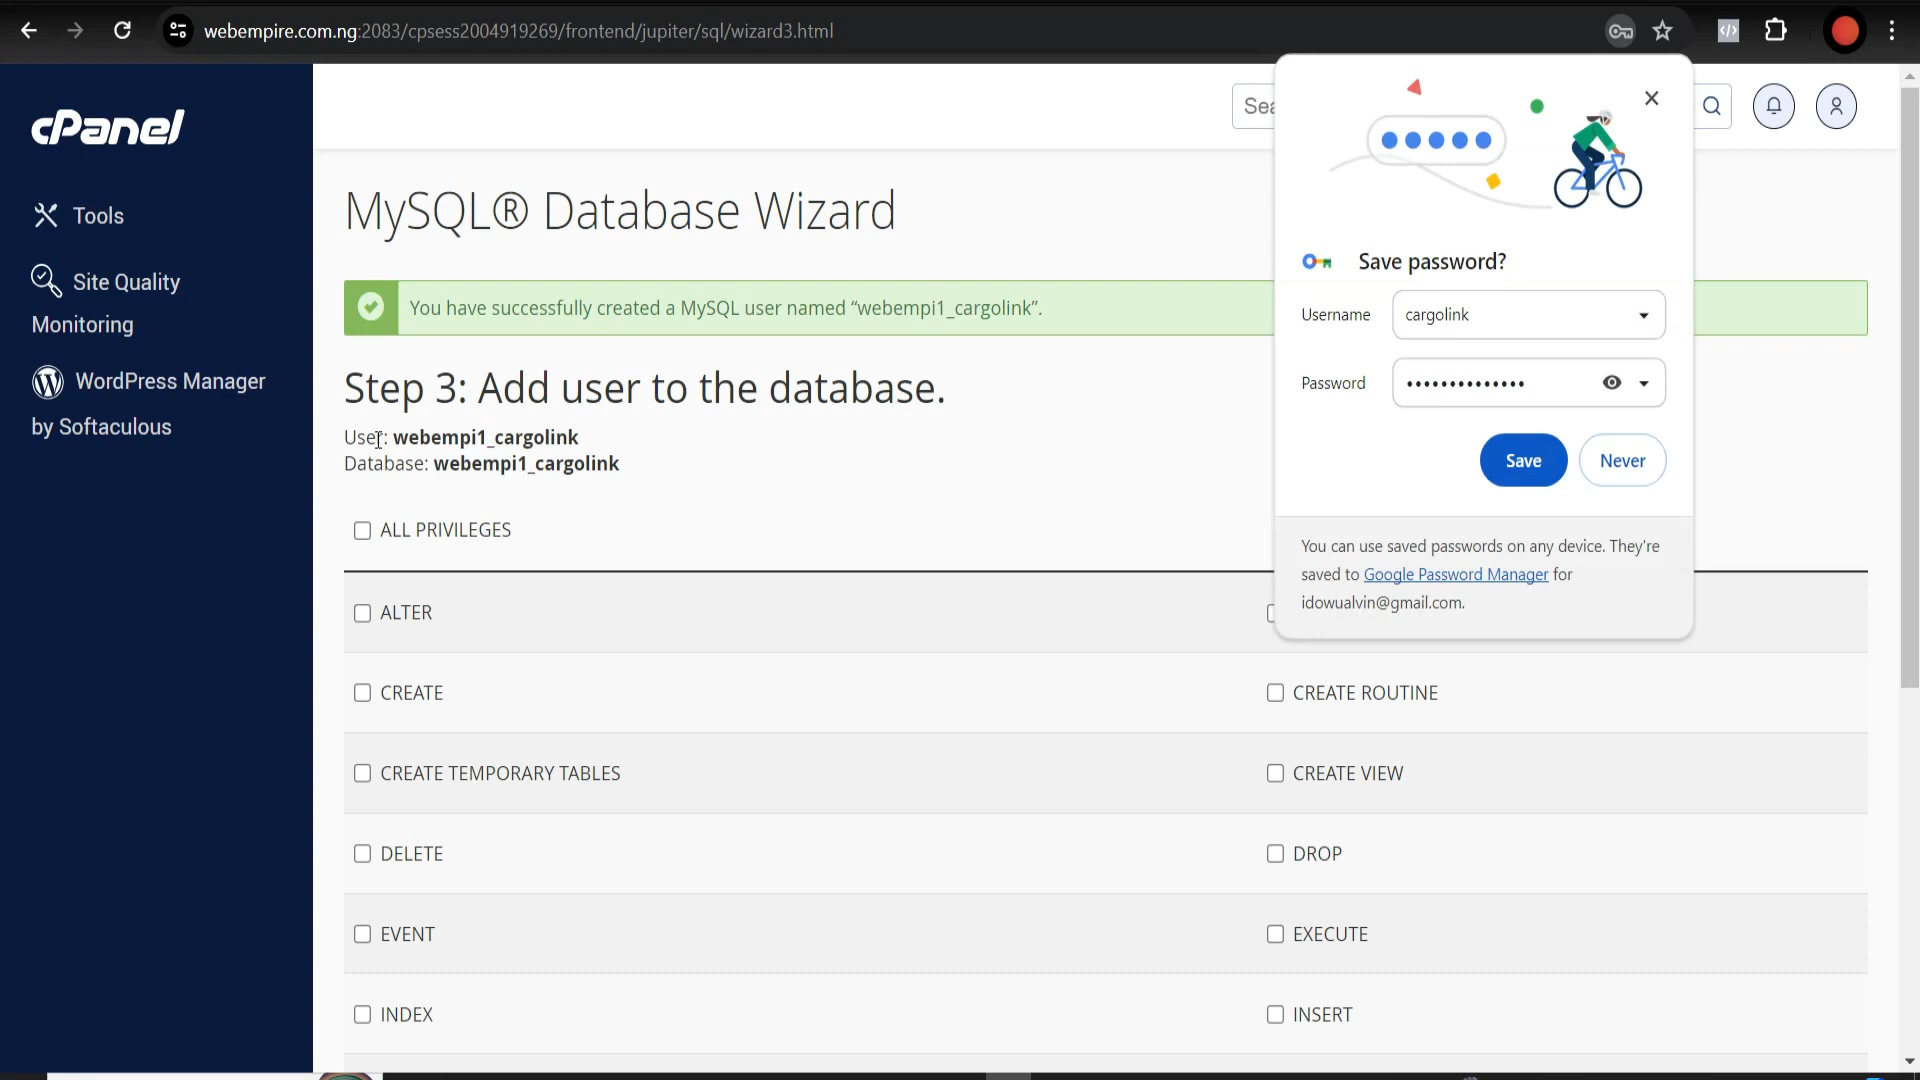 webempire.com.ng:2083/cpsess2004919269/frontend/jupiter/sql/wizard3.html
cPanel
Tools
Site Quality
Monitoring
WordPress Manager
by Softaculous
MySQL® Database Wizard
You have successfully created a MySQL user named “webempi1_cargolink”.
Step 3: Add user to the database.
User: webempi1_cargolink
Database: webempi1_cargolink
ALL PRIVILEGES
ALTER
CREATE
CREATE ROUTINE
CREATE TEMPORARY TABLES
CREATE VIEW
DELETE
DROP
EVENT
EXECUTE
INDEX
INSERT
Save password?
Username
cargolink
Password
Save
Never
You can use saved passwords on any device. They're
saved to Google Password Manager for
idowualvin@gmail.com.